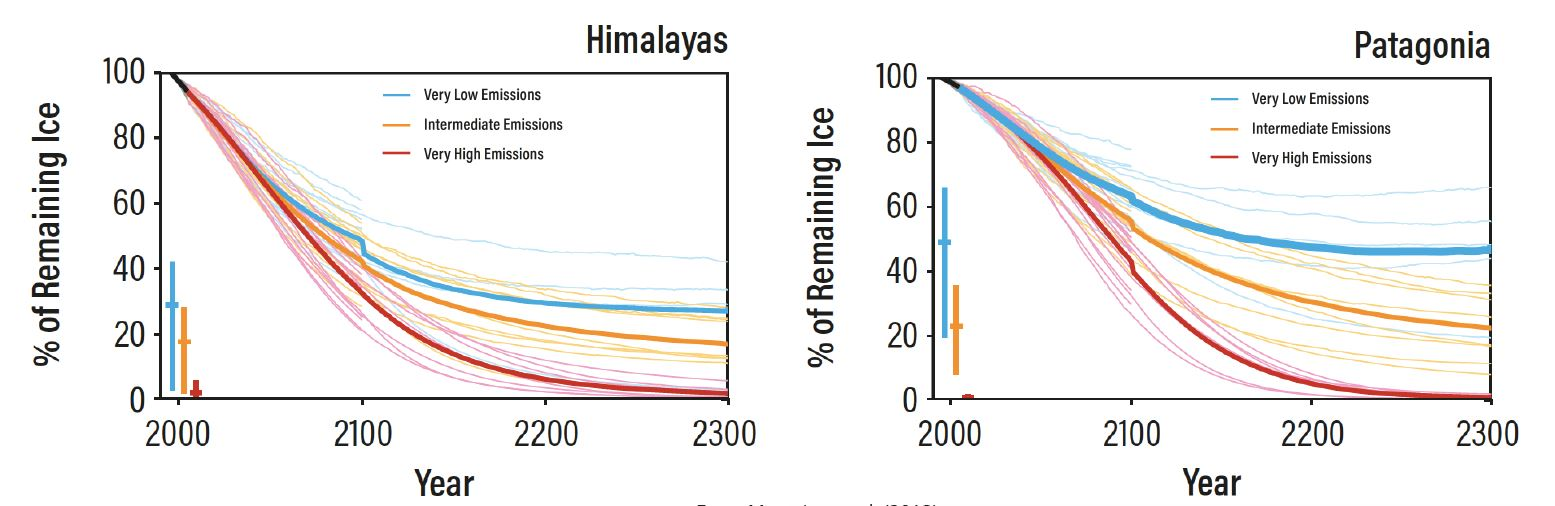 Himalayas
100
80
60
40
20
0
% of Remaining Ice
Very Low Emissions
Intermediate Emissions
Very High Emissions
2000 2100 2200 2300
Year
Patagonia
100
80
60
40
20
0
% of Remaining Ice
Very Low Emissions
Intermediate Emissions
Very High Emissions
2000 2100 2200 2300
Year